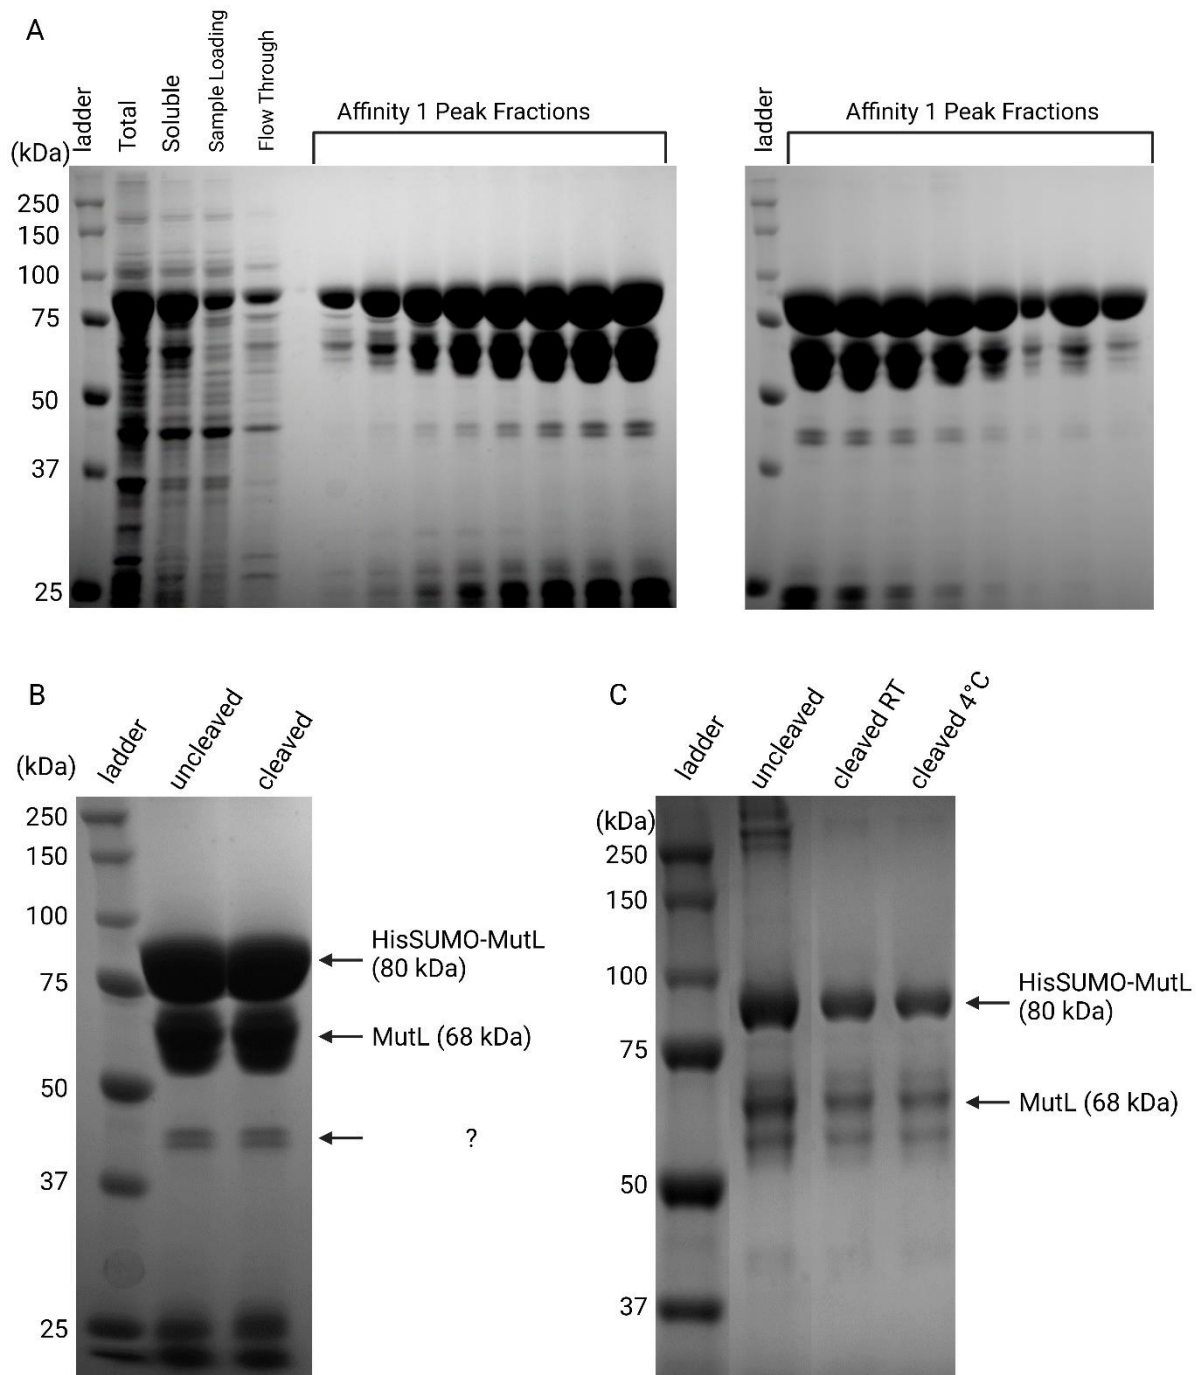 A
ladder
Total
Soluble
Sample Loading
Flow Through
Affinity 1 Peak Fractions
ladder
Affinity 1 Peak Fractions
(kDa)
250
150
100
75
50
37
25
B
(kDa)
ladder
uncleaved
cleaved
250
150
100
75
50
37
25
HisSUMO-MutL
(80 kDa)
MutL (68 kDa)
?
C
ladder
uncleaved
cleaved RT
cleaved 4°C
(kDa)
250
150
100
75
50
37
HisSUMO-MutL
(80 kDa)
MutL (68 kDa)